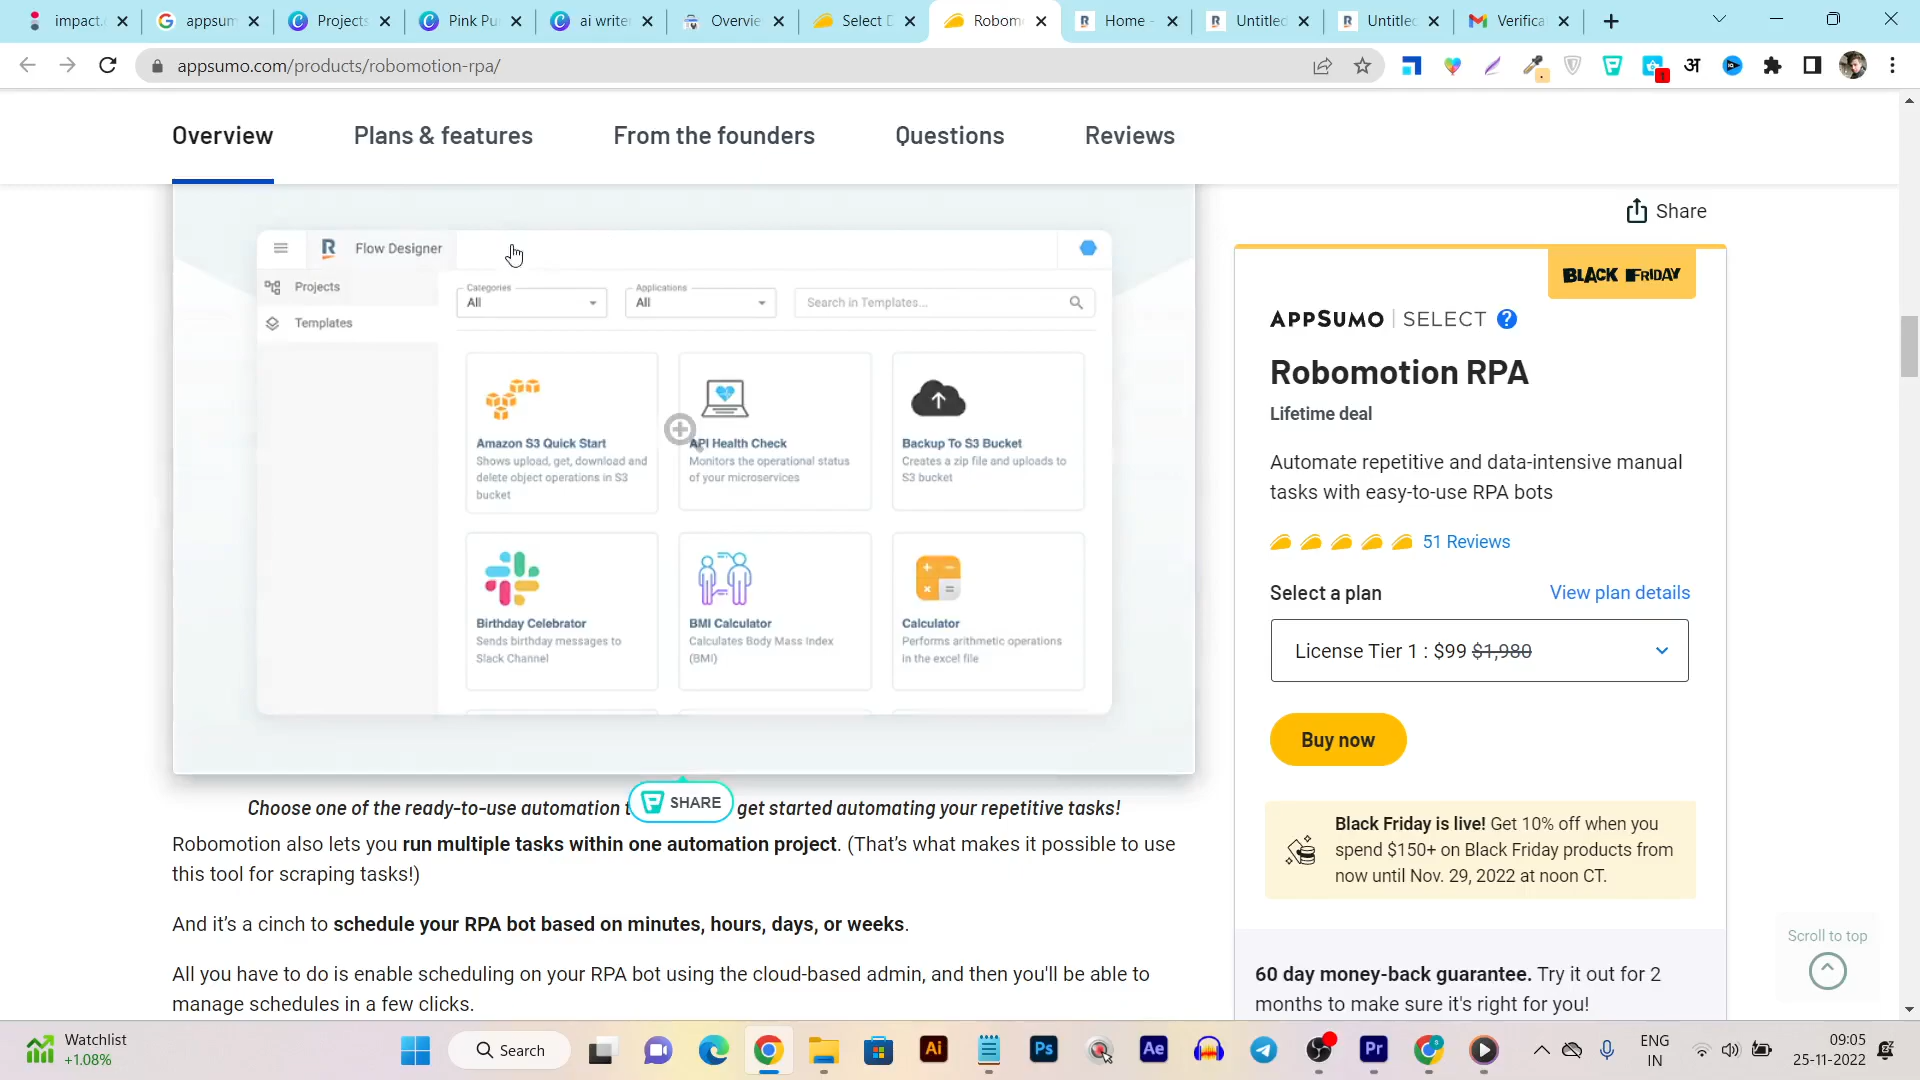 impact.
appsum
Projects
Pink Pu
ai write
Overvie
Select D
Robom
Home -
Untitled
Untitled
Verifica
appsumo.com/products/robomotion-rpa/
अ
1
Overview
Plans & features
From the founders
Questions
Reviews
Flow Designer
Projects
Templates
Categories
All
Applications
All
Search in Templates...
Amazon S3 Quick Start
Shows upload, get, download and
delete object operations in S3
bucket
API Health Check
Monitors the operational status
of your microservices
Backup To S3 Bucket
Creates a zip file and uploads to
S3 bucket
Birthday Celebrator
Sends birthday messages to
Slack Channel
BMI Calculator
Calculates Body Mass Index
(BMI)
Calculator
Performs arithmetic operations
in the excel file
Choose one of the ready-to-use automation t SHARE get started automating your repetitive tasks!
Robomotion also lets you run multiple tasks within one automation project. (That's what makes it possible to use
this tool for scraping tasks!)
And it's a cinch to schedule your RPA bot based on minutes, hours, days, or weeks.
All you have to do is enable scheduling on your RPA bot using the cloud-based admin, and then you'll be able to
manage schedules in a few clicks.
Share
BLACK FRIDAY
APPSUMO | SELECT ?
Robomotion RPA
Lifetime deal
Automate repetitive and data-intensive manual
tasks with easy-to-use RPA bots
51 Reviews
Select a plan
View plan details
License Tier 1 : $99 $1,980
Buy now
Black Friday is live! Get 10% off when you
spend $150+ on Black Friday products from
now until Nov. 29, 2022 at noon CT.
60 day money-back guarantee. Try it out for 2
months to make sure it's right for you!
Scroll to top
Watchlist
+1.08%
Search
Ai
Ps
Ae
Pr
ENG
IN
09:05
25-11-2022